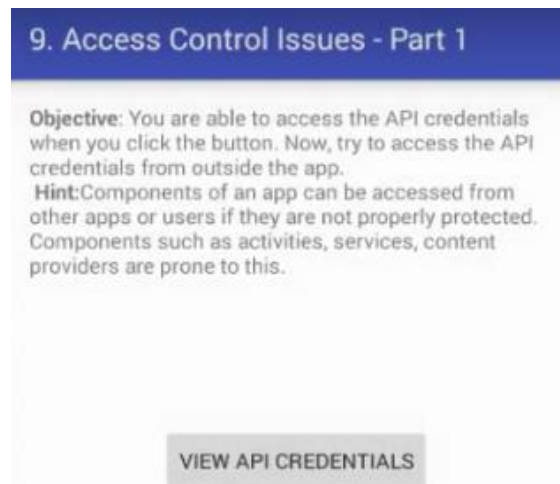 9. Access Control Issues - Part 1
Objective: You are able to access the API credentials
when you click the button. Now, try to access the API
credentials from outside the app.
Hint:Components of an app can be accessed from
other apps or users if they are not properly protected.
Components such as activities, services, content
providers are prone to this.
VIEW API CREDENTIALS